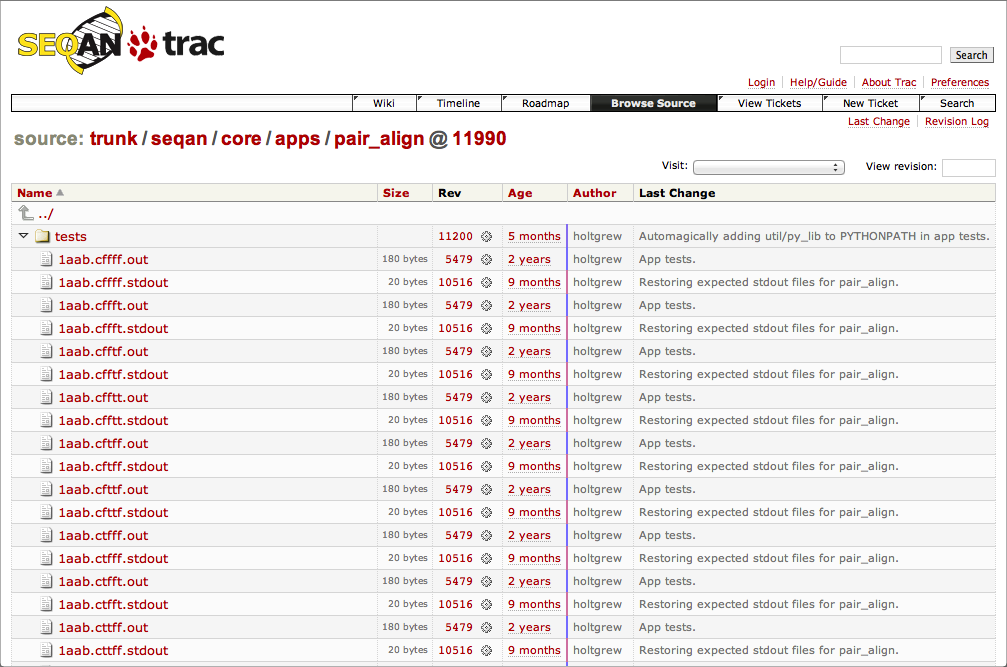 SEQAN trac
Search
Login Help/Guide About Trac Preferences
Wiki Timeline Roadmap Browse Source View Tickets New Ticket Search
Last Change Revision Log
source: trunk / seqan / core / apps / pair_align @ 11990
Visit: View revision:
Name Size Rev Age Author Last Change
../
tests 11200 5 months holtgrew Automagically adding util/py_lib to PYTHONPATH in app tests.
1aab.cffff.out 180 bytes 5479 2 years holtgrew App tests.
1aab.cffff.stdout 20 bytes 10516 9 months holtgrew Restoring expected stdout files for pair_align.
1aab.cffft.out 180 bytes 5479 2 years holtgrew App tests.
1aab.cffft.stdout 20 bytes 10516 9 months holtgrew Restoring expected stdout files for pair_align.
1aab.cfftf.out 180 bytes 5479 2 years holtgrew App tests.
1aab.cfftf.stdout 20 bytes 10516 9 months holtgrew Restoring expected stdout files for pair_align.
1aab.cfftt.out 180 bytes 5479 2 years holtgrew App tests.
1aab.cfftt.stdout 20 bytes 10516 9 months holtgrew Restoring expected stdout files for pair_align.
1aab.cftff.out 180 bytes 5479 2 years holtgrew App tests.
1aab.cftff.stdout 20 bytes 10516 9 months holtgrew Restoring expected stdout files for pair_align.
1aab.cfttf.out 180 bytes 5479 2 years holtgrew App tests.
1aab.cfttf.stdout 20 bytes 10516 9 months holtgrew Restoring expected stdout files for pair_align.
1aab.ctfff.out 180 bytes 5479 2 years holtgrew App tests.
1aab.ctfff.stdout 20 bytes 10516 9 months holtgrew Restoring expected stdout files for pair_align.
1aab.ctfft.out 180 bytes 5479 2 years holtgrew App tests.
1aab.ctfft.stdout 20 bytes 10516 9 months holtgrew Restoring expected stdout files for pair_align.
1aab.cttff.out 180 bytes 5479 2 years holtgrew App tests.
1aab.cttff.stdout 20 bytes 10516 9 months holtgrew Restoring expected stdout files for pair_align.